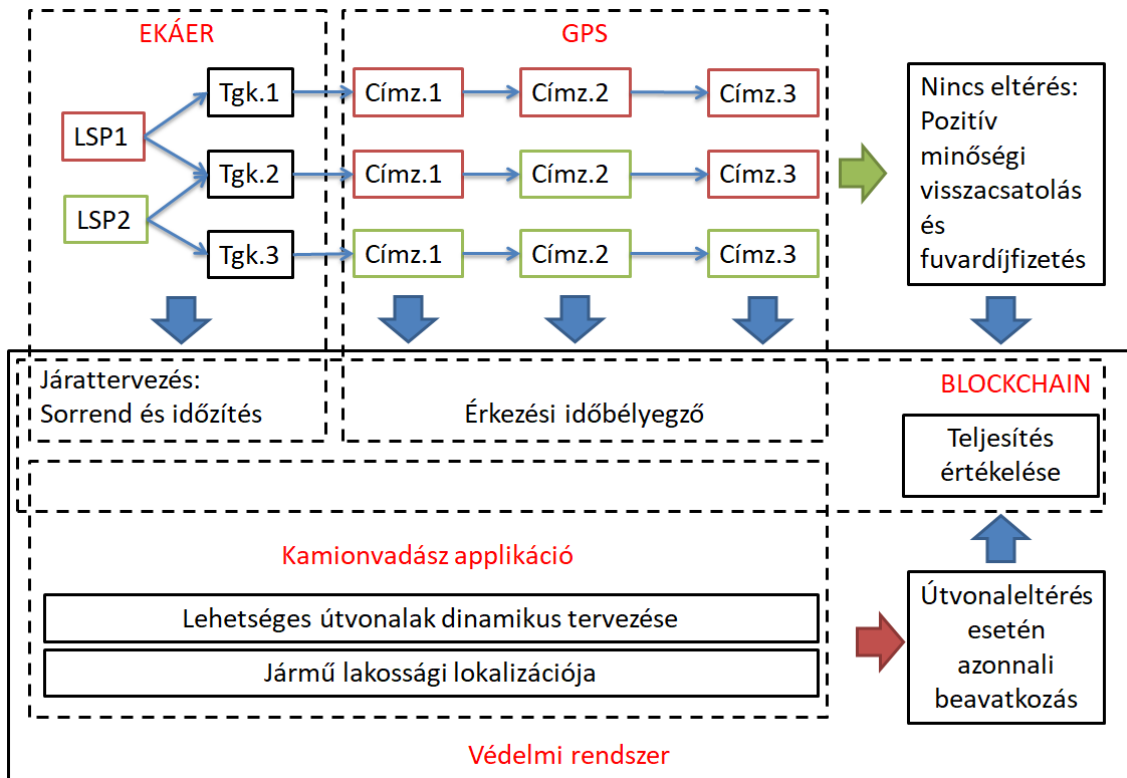 EKÁER
GPS
Tgk.1
Címz.1
Címz.2
Címz.3
LSP1
Tgk.2
Címz.1
Címz.2
Címz.3
LSP2
Tgk.3
Címz.1
Címz.2
Címz.3
Nincs eltérés:
Pozitív
minőségi
visszacsatolás
és
fuvardíjfizetés
Járattervezés:
Sorrend és időzítés
Érkezési időbélyegző
BLOCKCHAIN
Teljesítés
értékelése
Kamionvadász applikáció
Lehetséges útvonalak dinamikus tervezése
Jármű lakossági lokalizációja
Útvonaleltérés
esetén
azonnali
beavatkozás
Védelmi rendszer